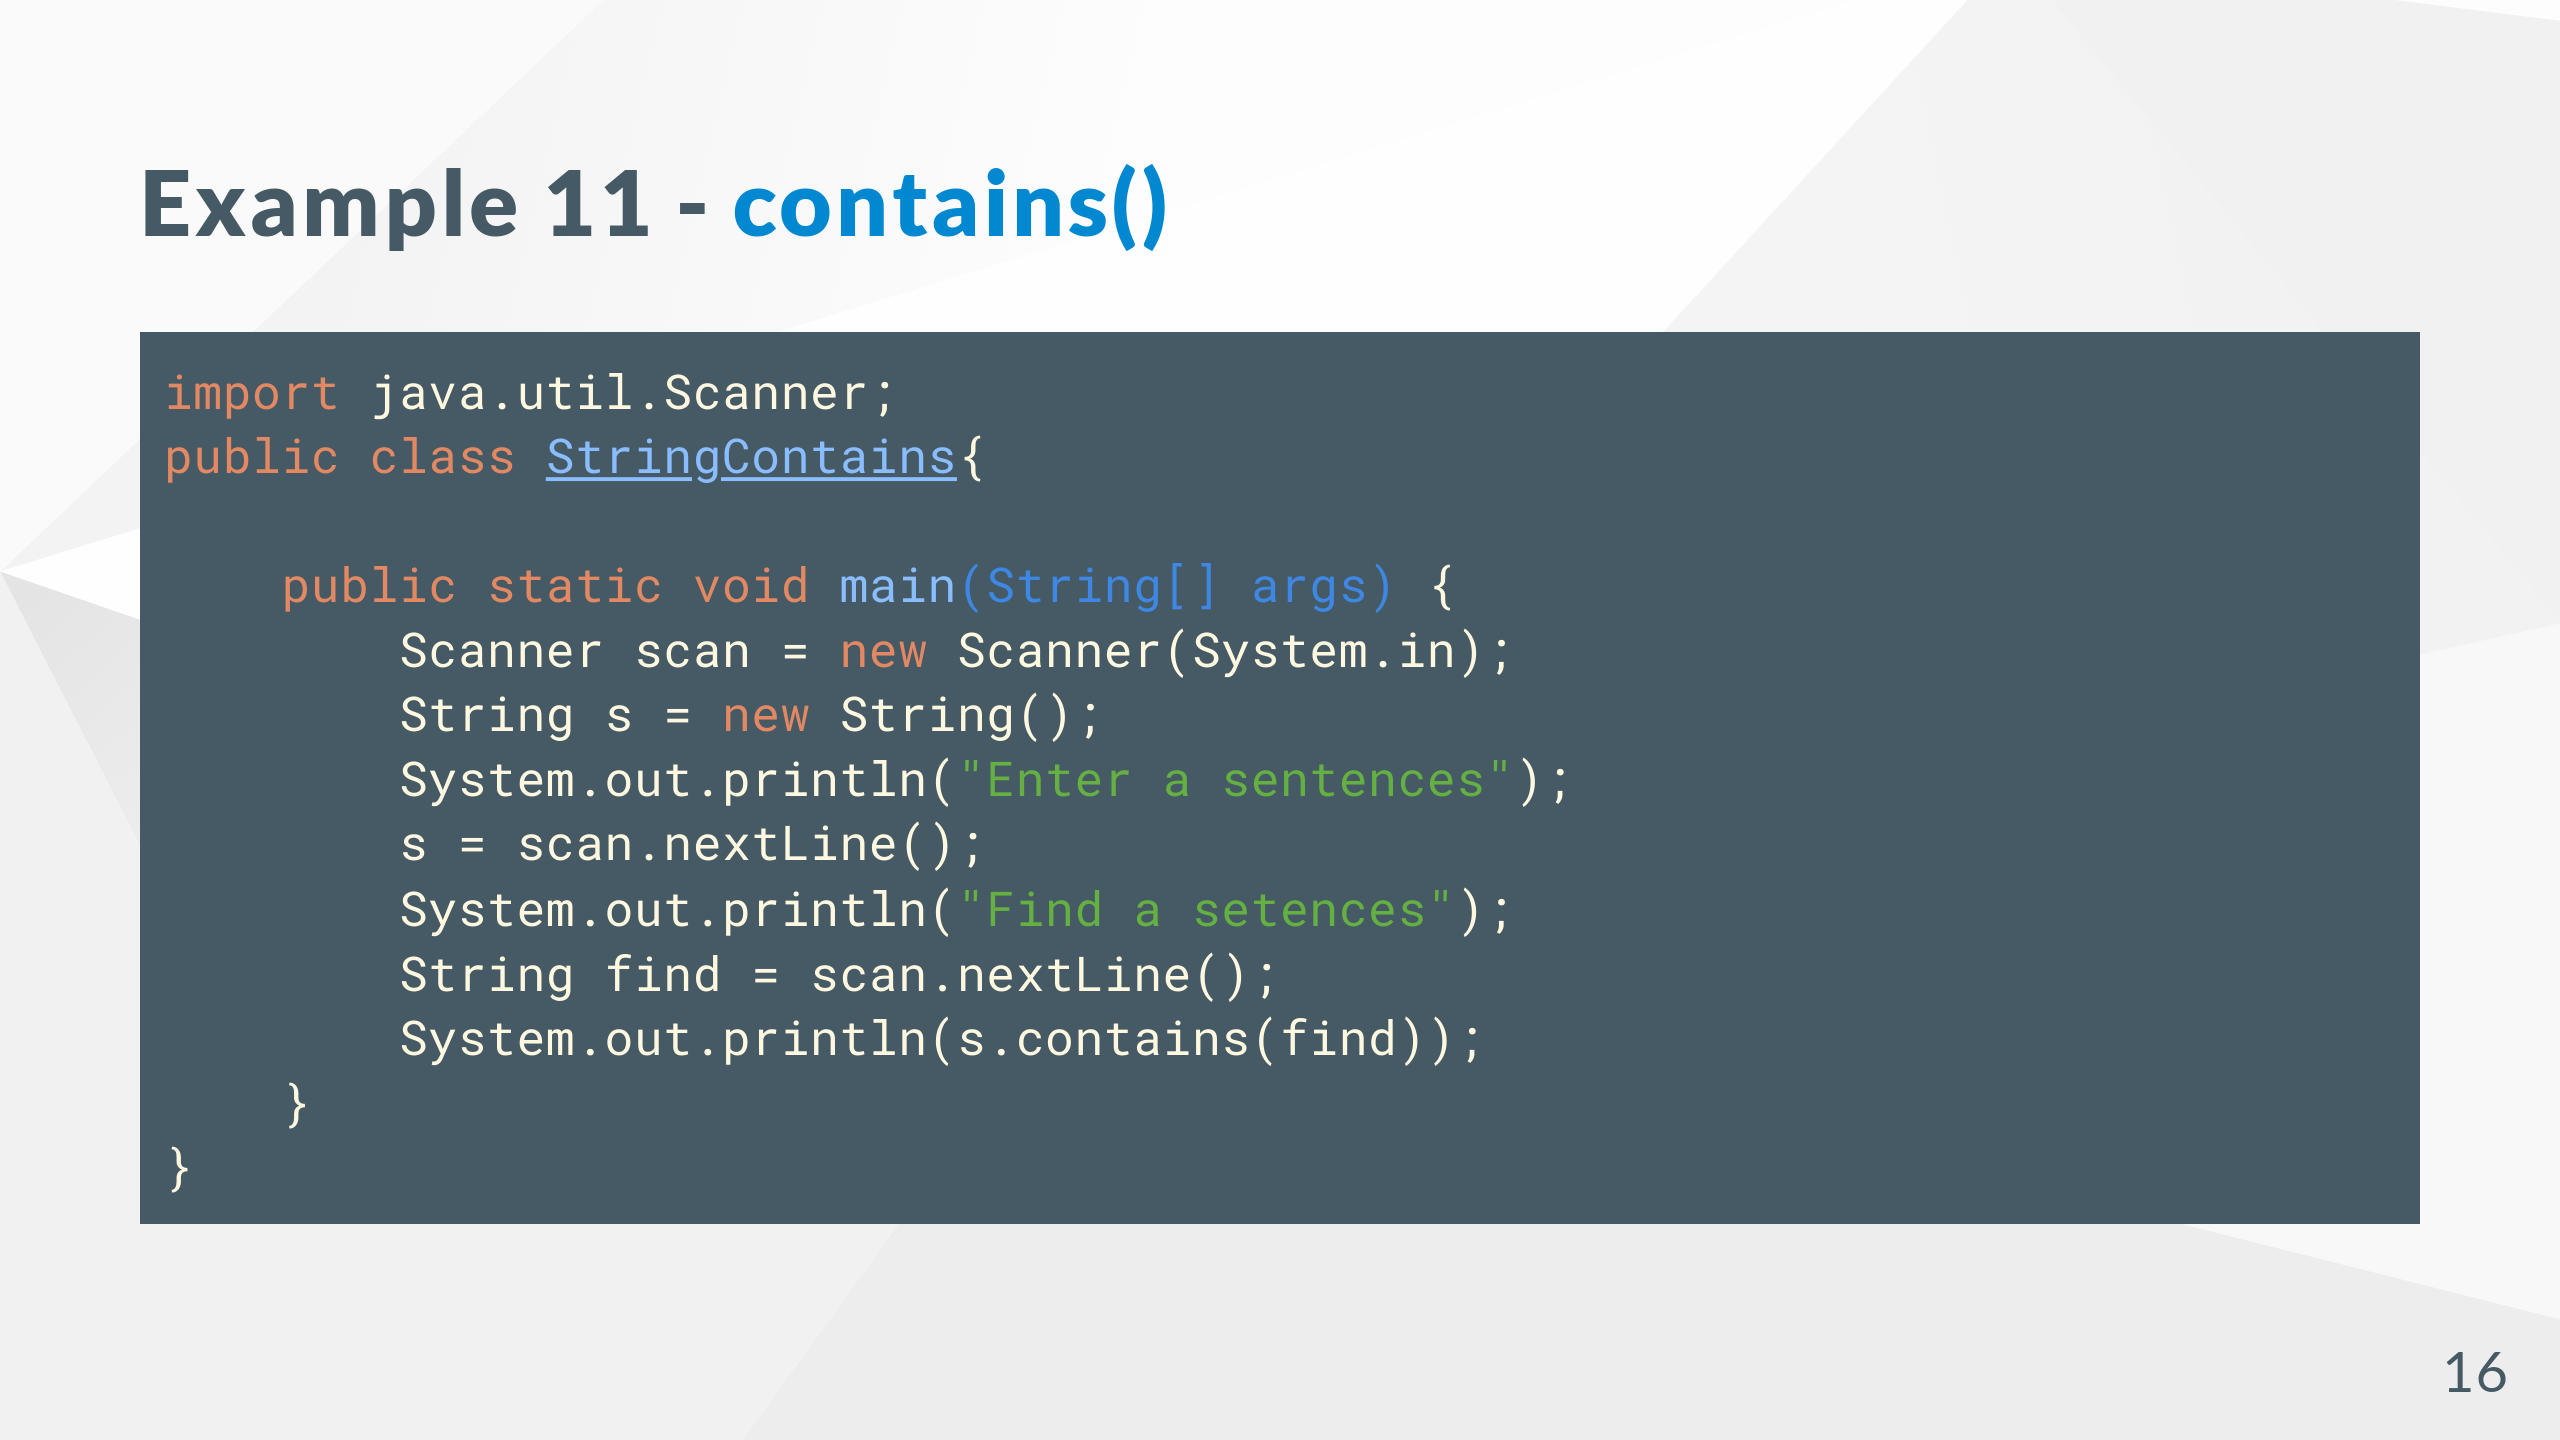 Example 11 - contains()
import java.util.Scanner;
public class StringContains{
public static void main(String[] args) {
Scanner scan = new Scanner(System.in);
String s = new String();
System.out.println("Enter a sentences");
s = scan.nextLine();
System.out.println("Find a setences");
String find = scan.nextLine();
System.out.println(s.contains(find));
}
}
16